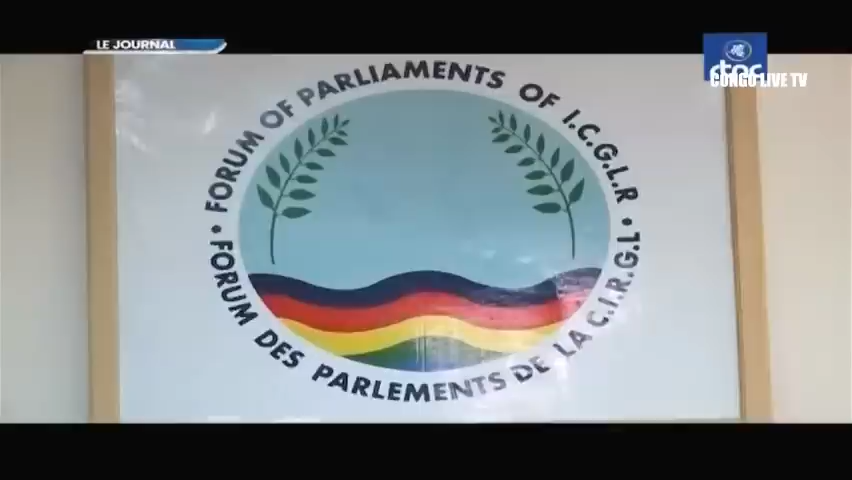 LE JOURNAL
CONGO LIVE TV
FORUM OF PARLIAMENTS OF I.C.G.L.R
• FORUM DES PARLEMENTS DE LA C.I.R.G.L •